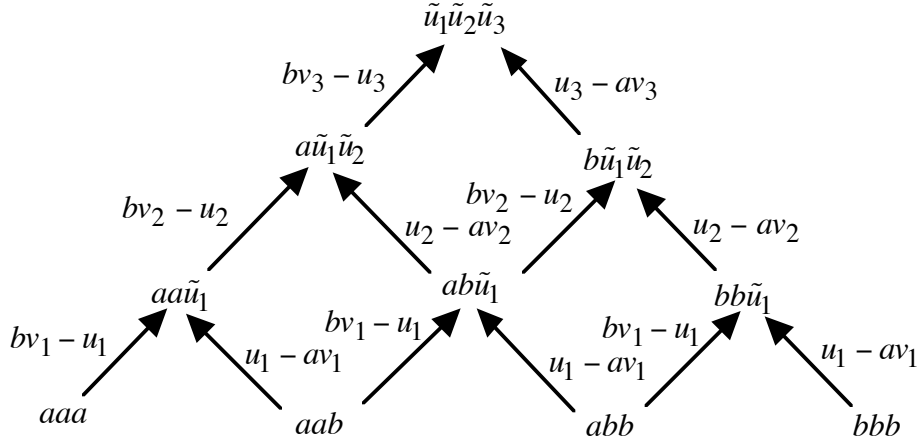 ũ₁ũ₂ũ₃
bv₃ − u₃ u₃ − av₃
aũ₁ũ₂ bũ₁ũ₂
bv₂ − u₂ u₂ − av₂ bv₂ − u₂ u₂ − av₂
aaũ₁ abũ₁ bbũ₁
bv₁ − u₁ u₁ − av₁ bv₁ − u₁ u₁ − av₁ bv₁ − u₁ u₁ − av₁
aaa aab abb bbb